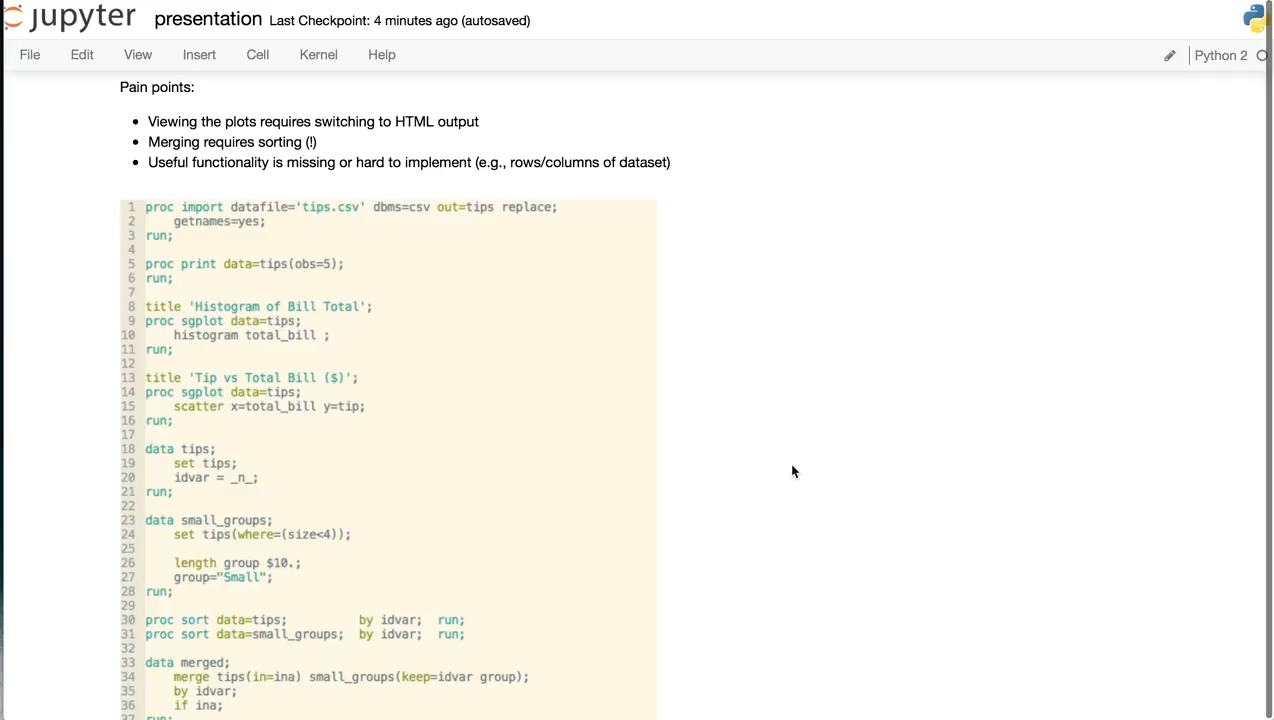 jupyter presentation Last Checkpoint: 4 minutes ago (autosaved)
File Edit View Insert Cell Kernel Help Python 2
Pain points:
• Viewing the plots requires switching to HTML output
• Merging requires sorting (!)
• Useful functionality is missing or hard to implement (e.g., rows/columns of dataset)
1 proc import datafile='tips.csv' dbms=csv out=tips replace;
2 getnames=yes;
3 run;
4
5 proc print data=tips(obs=5);
6 run;
7
8 title 'Histogram of Bill Total';
9 proc sgplot data=tips;
10 histogram total_bill ;
11 run;
12
13 title 'Tip vs Total Bill ($)';
14 proc sgplot data=tips;
15 scatter x=total_bill y=tip;
16 run;
17
18 data tips;
19 set tips;
20 idvar = _n_;
21 run;
22
23 data small_groups;
24 set tips(where=(size<4));
25
26 length group $10.;
27 group="Small";
28 run;
29
30 proc sort data=tips; by idvar; run;
31 proc sort data=small_groups; by idvar; run;
32
33 data merged;
34 merge tips(in=ina) small_groups(keep=idvar group);
35 by idvar;
36 if ina;
37 run;